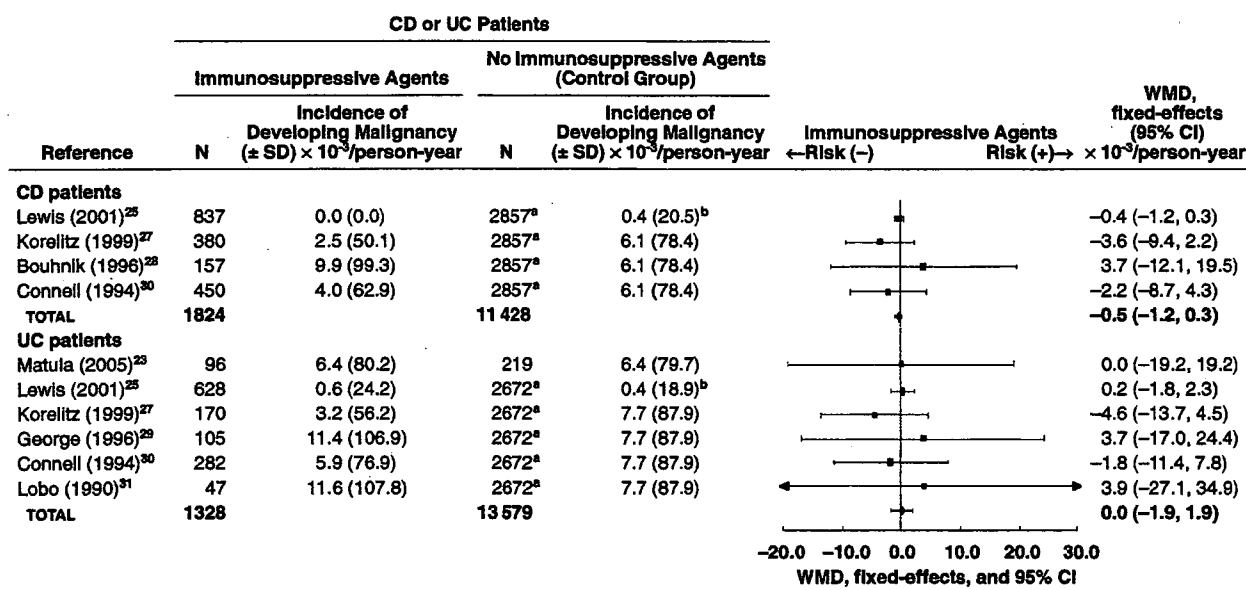 CD or UC Patients
Immunosuppressive Agents
No Immunosuppressive Agents
(Control Group)
Reference
N
Incidence of
Developing Malignancy
(± SD) × 10⁻³/person-year
N
Incidence of
Developing Malignancy
(± SD) × 10⁻³/person-year
Immunosuppressive Agents
←Risk (–) Risk (+)→
WMD,
fixed-effects
(95% CI)
× 10⁻³/person-year
CD patients
Lewis (2001)²⁵ 837 0.0 (0.0) 2857ᵃ 0.4 (20.5)ᵇ –0.4 (–1.2, 0.3)
Korelitz (1999)²⁷ 380 2.5 (50.1) 2857ᵃ 6.1 (78.4) –3.6 (–9.4, 2.2)
Bouhnik (1996)²⁸ 157 9.9 (99.3) 2857ᵃ 6.1 (78.4) 3.7 (–12.1, 19.5)
Connell (1994)³⁰ 450 4.0 (62.9) 2857ᵃ 6.1 (78.4) –2.2 (–8.7, 4.3)
TOTAL 1824 11 428 –0.5 (–1.2, 0.3)
UC patients
Matula (2005)²³ 96 6.4 (80.2) 219 6.4 (79.7) 0.0 (–19.2, 19.2)
Lewis (2001)²⁵ 628 0.6 (24.2) 2672ᵃ 0.4 (18.9)ᵇ 0.2 (–1.8, 2.3)
Korelitz (1999)²⁷ 170 3.2 (56.2) 2672ᵃ 7.7 (87.9) –4.6 (–13.7, 4.5)
George (1996)²⁹ 105 11.4 (106.9) 2672ᵃ 7.7 (87.9) 3.7 (–17.0, 24.4)
Connell (1994)³⁰ 282 5.9 (76.9) 2672ᵃ 7.7 (87.9) –1.8 (–11.4, 7.8)
Lobo (1990)³¹ 47 11.6 (107.8) 2672ᵃ 7.7 (87.9) 3.9 (–27.1, 34.9)
TOTAL 1328 13 579 0.0 (–1.9, 1.9)
–20.0 –10.0 0.0 10.0 20.0 30.0
WMD, fixed-effects, and 95% CI